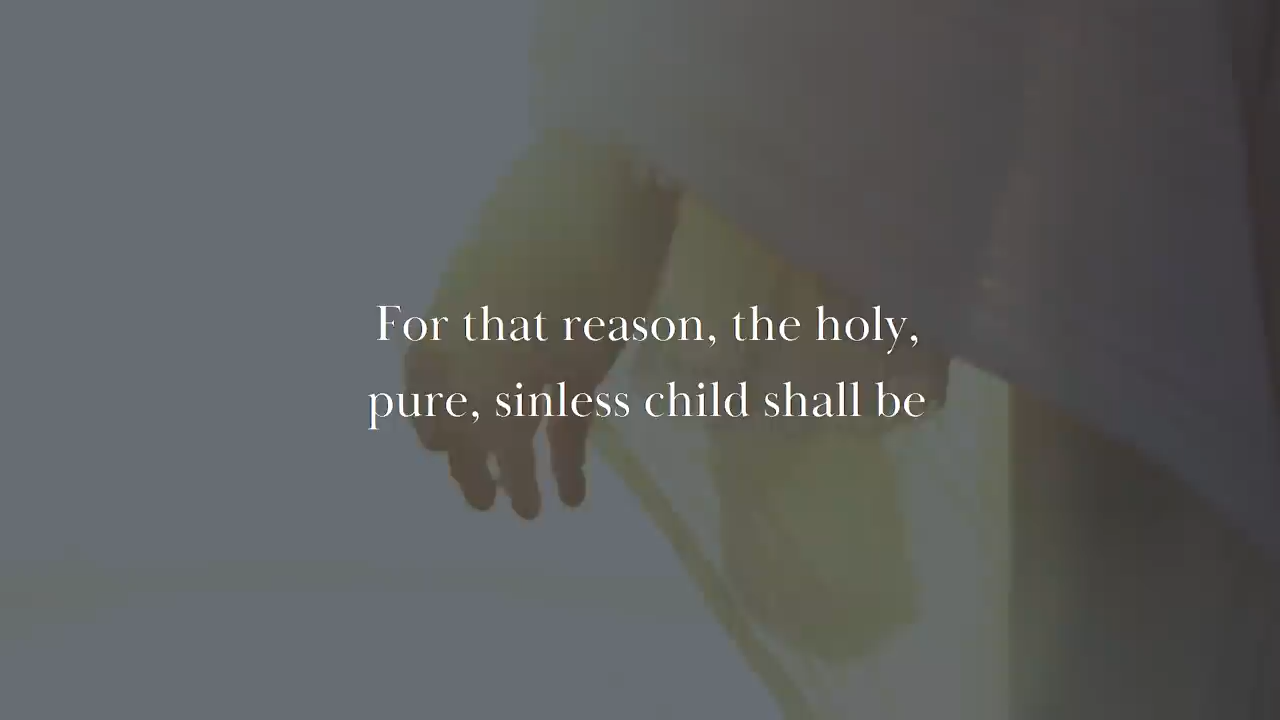 For that reason, the holy,
pure, sinless child shall be